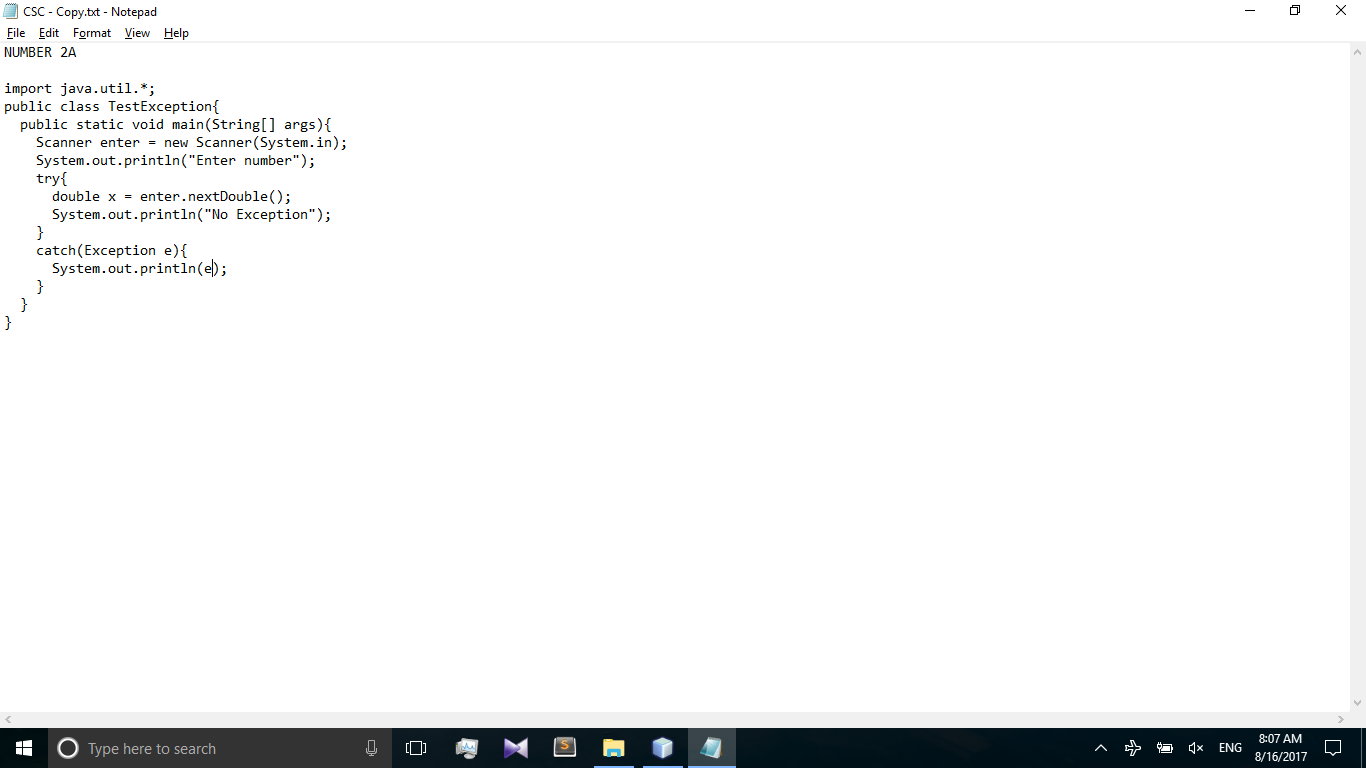 CSC - Copy.txt - Notepad
File Edit Format View Help
NUMBER 2A
import java.util.*;
public class TestException{
  public static void main(String[] args){
    Scanner enter = new Scanner(System.in);
    System.out.println("Enter number");
    try{
      double x = enter.nextDouble();
      System.out.println("No Exception");
    }
    catch(Exception e){
      System.out.println(e);
    }
  }
}
Type here to search
S
ENG
8:07 AM
8/16/2017